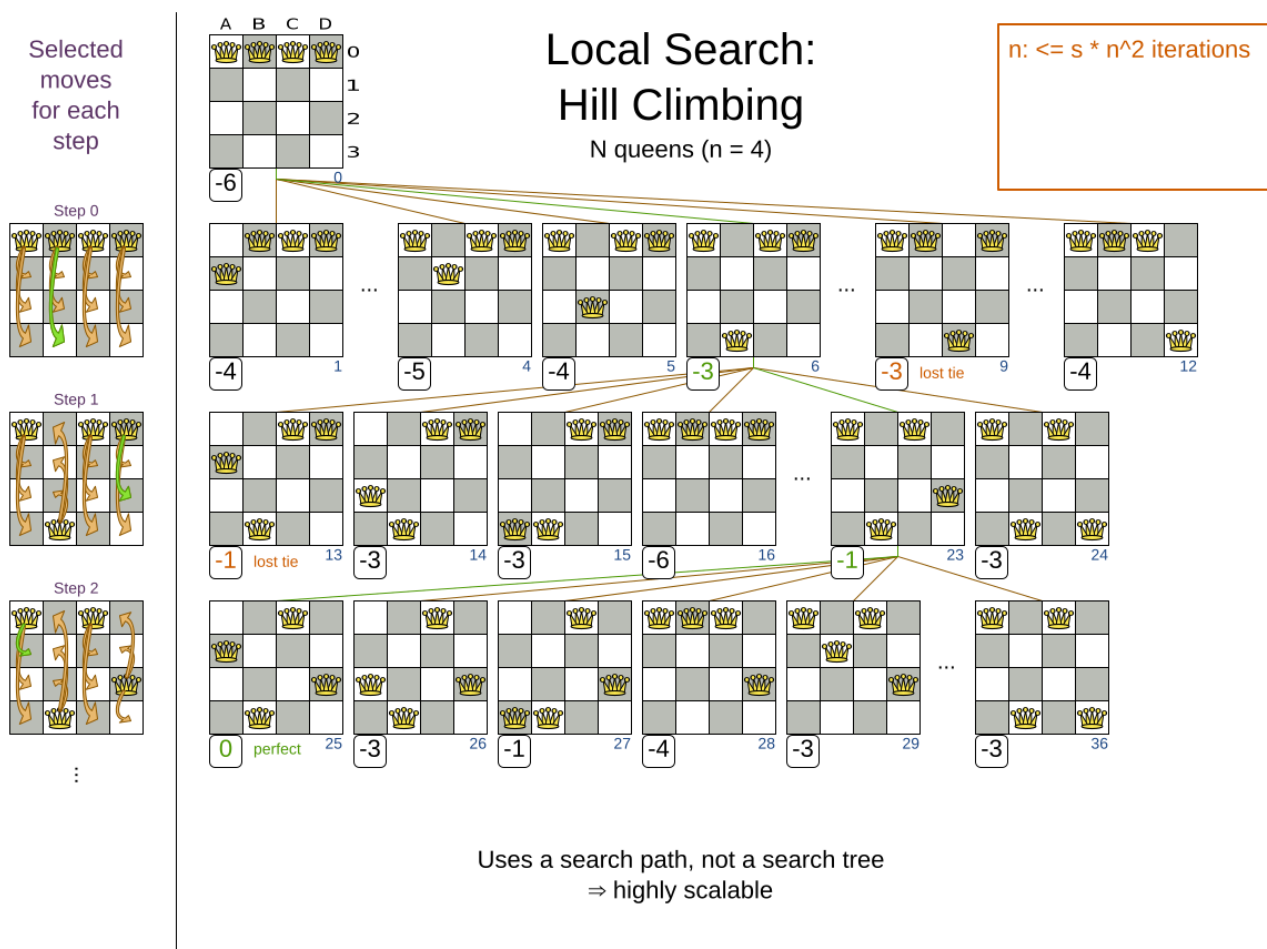 Selected
moves
for each
step
A B C D
0
1
2
3
Local Search:
Hill Climbing
N queens (n = 4)
n: <= s * n^2 iterations
-6
0
Step 0
... ... ...
-4 1 -5 4 -4 5 -3 6 -3 lost tie 9 -4 12
Step 1
...
-1 lost tie 13 -3 14 -3 15 -6 16 -1 23 -3 24
Step 2
...
0 perfect 25 -3 26 -1 27 -4 28 -3 29 -3 36
...
Uses a search path, not a search tree
⇒ highly scalable